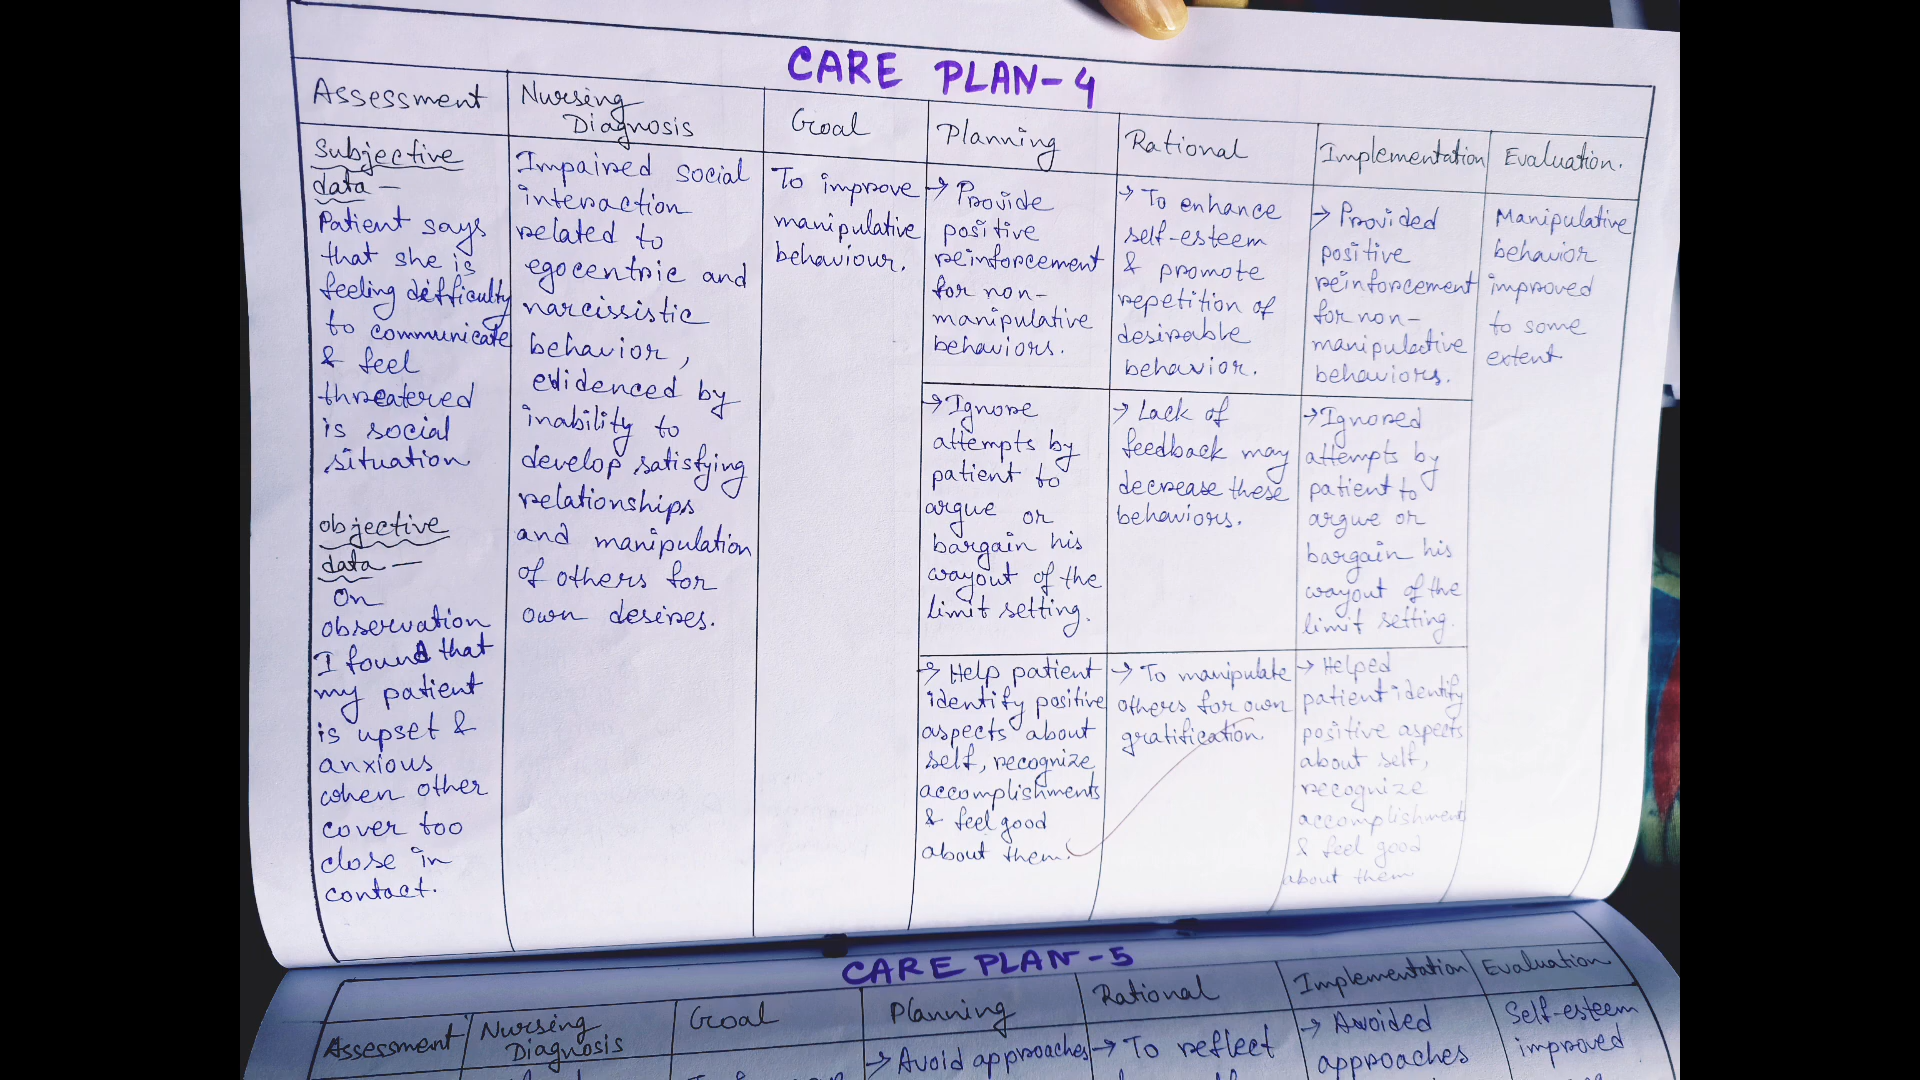 CARE PLAN-4
Assessment
Nursing
Diagnosis
Goal
Planning
Rational
Implementation
Evaluation.
Subjective
data —
Patient says
that she is
feeling difficulty
to communicate
& feel
threatered
is social
situation
objective
data —
On
observation
I found that
my patient
is upset &
anxious
when other
cover too
close in
contact.
Impaired social
interaction
related to
egocentric and
narcissistic
behavior,
evidenced by
inability to
develop satisfying
relationships
and manipulation
of others for
own desires.
To improve
manipulative
behaviour.
→ Provide
positive
reinforcement
for non-
manipulative
behaviors.
→ To enhance
self-esteem
& promote
repetition of
desirable
behavior.
→ Provided
positive
reinforcement
for non-
manipulative
behaviors.
Manipulative
behavior
improved
to some
extent
→ Ignore
attempts by
patient to
argue or
bargain his
wayout of the
limit setting.
→ Lack of
feedback may
decrease these
behaviors.
→ Ignored
attempts by
patient to
argue or
bargain his
wayout of the
limit setting.
→ Help patient
identify positive
aspects about
self, recognize
accomplishments
& feel good
about them.
→ To manipulate
others for own
gratification.
→ Helped
patient identify
positive aspects
about self,
recognize
accomplishment
& feel good
about them
CARE PLAN-5
Assessment
Nursing
Diagnosis
Goal
Planning
Rational
Implementation
Evaluation
→ Avoid approaches
→ To reflect
→ Avoided
approaches
Self-esteem
improved